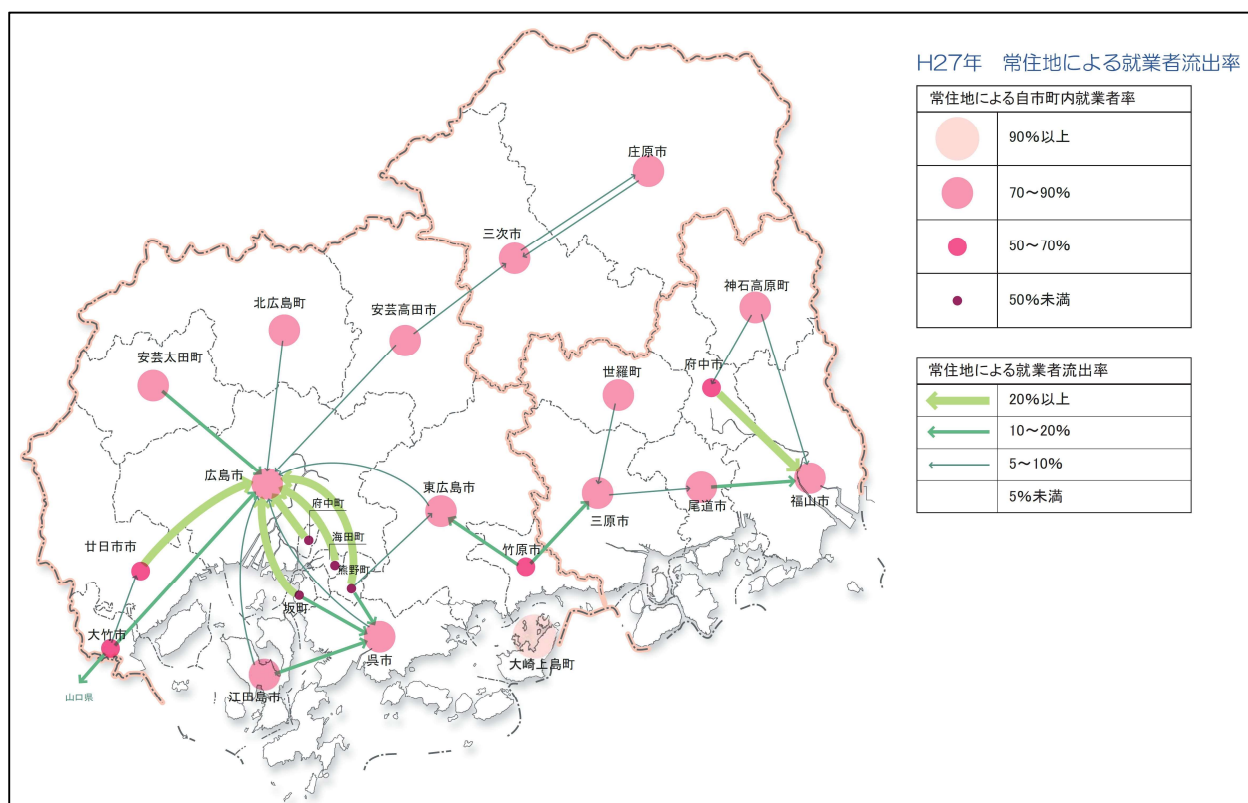 H27年 常住地による就業者流出率
常住地による自市町内就業者率
90%以上
70～90%
50～70%
50%未満
常住地による就業者流出率
20%以上
10～20%
5～10%
5%未満
庄原市
三次市
神石高原町
北広島町
安芸高田市
安芸太田町
世羅町
府中市
広島市
東広島市
府中町
三原市
尾道市
福山市
海田町
廿日市市
竹原市
熊野町
坂町
大竹市
呉市
大崎上島町
山口県
江田島市